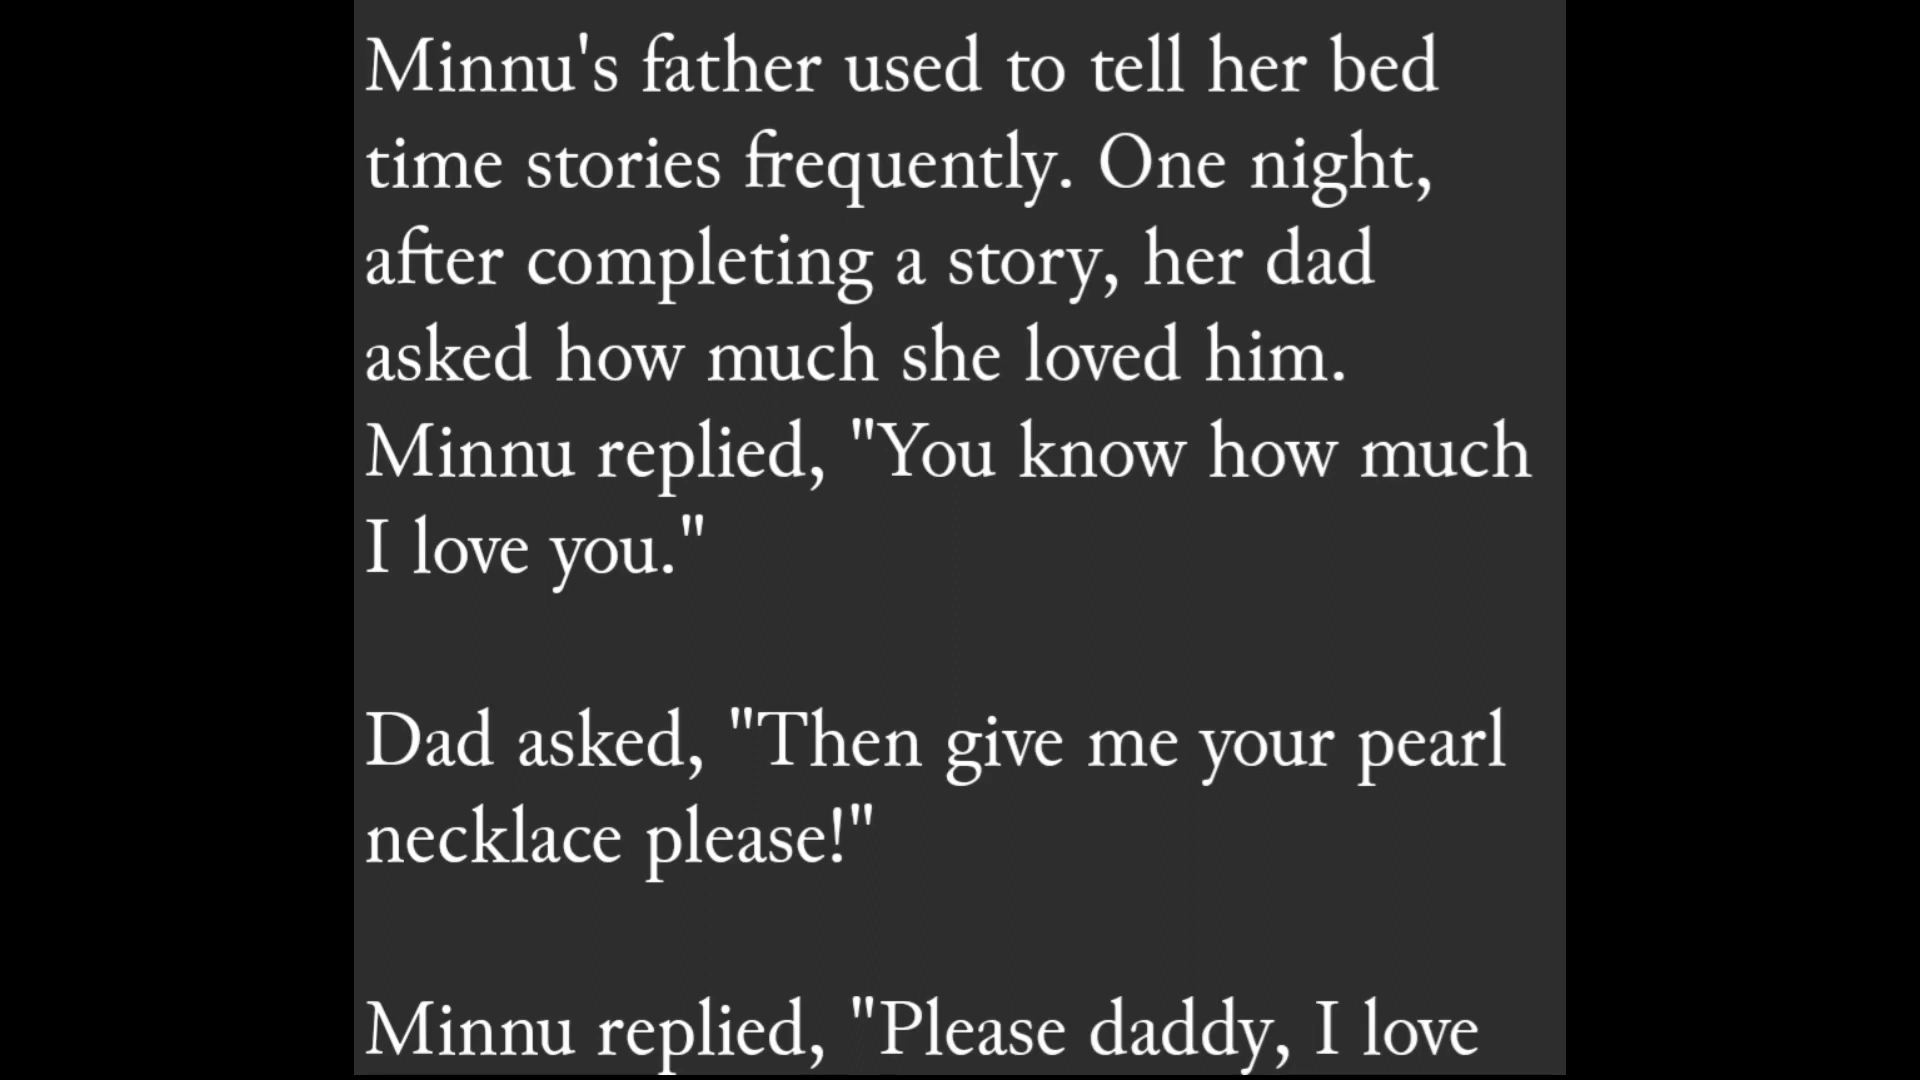 Minnu's father used to tell her bed
time stories frequently. One night,
after completing a story, her dad
asked how much she loved him.
Minnu replied, "You know how much
I love you."
Dad asked, "Then give me your pearl
necklace please!"
Minnu replied, "Please daddy, I love